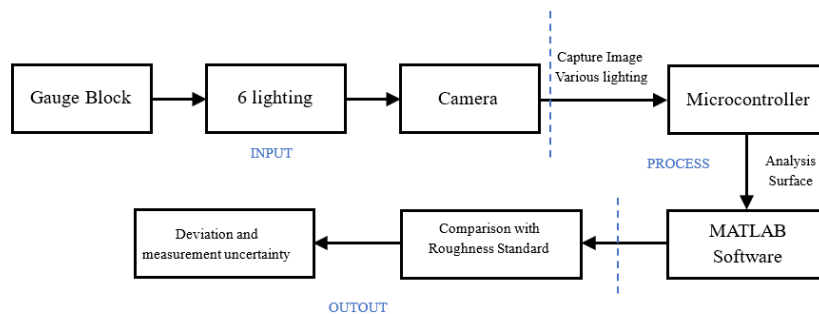 Gauge Block
6 lighting
Camera
Capture Image
Various lighting
Microcontroller
INPUT
PROCESS
Analysis
Surface
MATLAB
Software
Comparison with
Roughness Standard
Deviation and
measurement uncertainty
OUTOUT